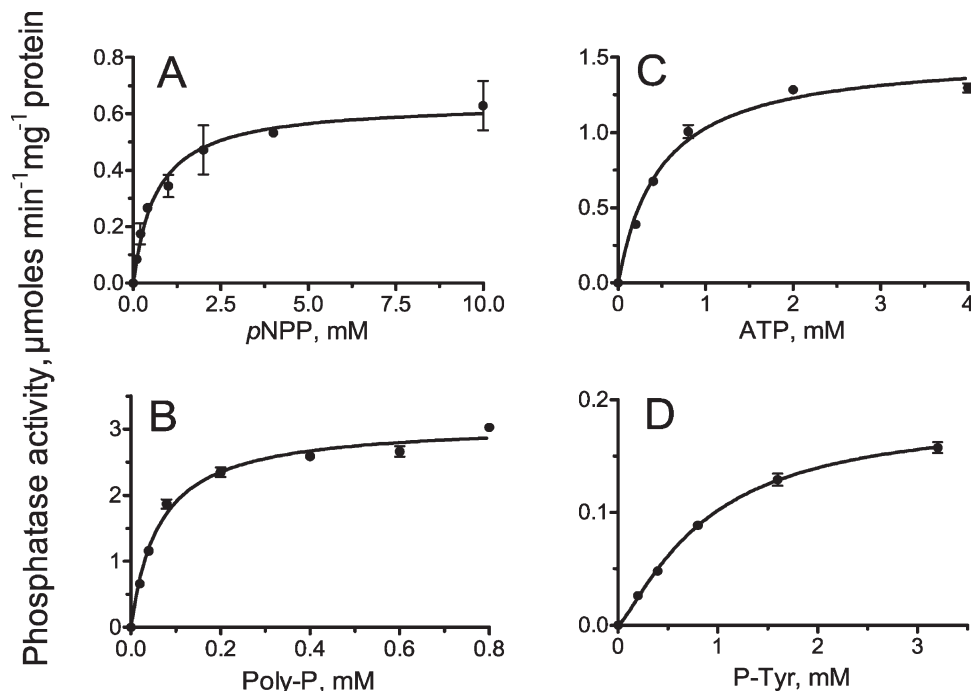 Phosphatase activity, µmoles min⁻¹mg⁻¹ protein
A
0.8
0.6
0.4
0.2
0.0
0.0 2.5 5.0 7.5 10.0
pNPP, mM
C
1.5
1.0
0.5
0.0
0 1 2 3 4
ATP, mM
B
3
2
1
0
0.0 0.2 0.4 0.6 0.8
Poly-P, mM
D
0.2
0.1
0.0
0 1 2 3
P-Tyr, mM